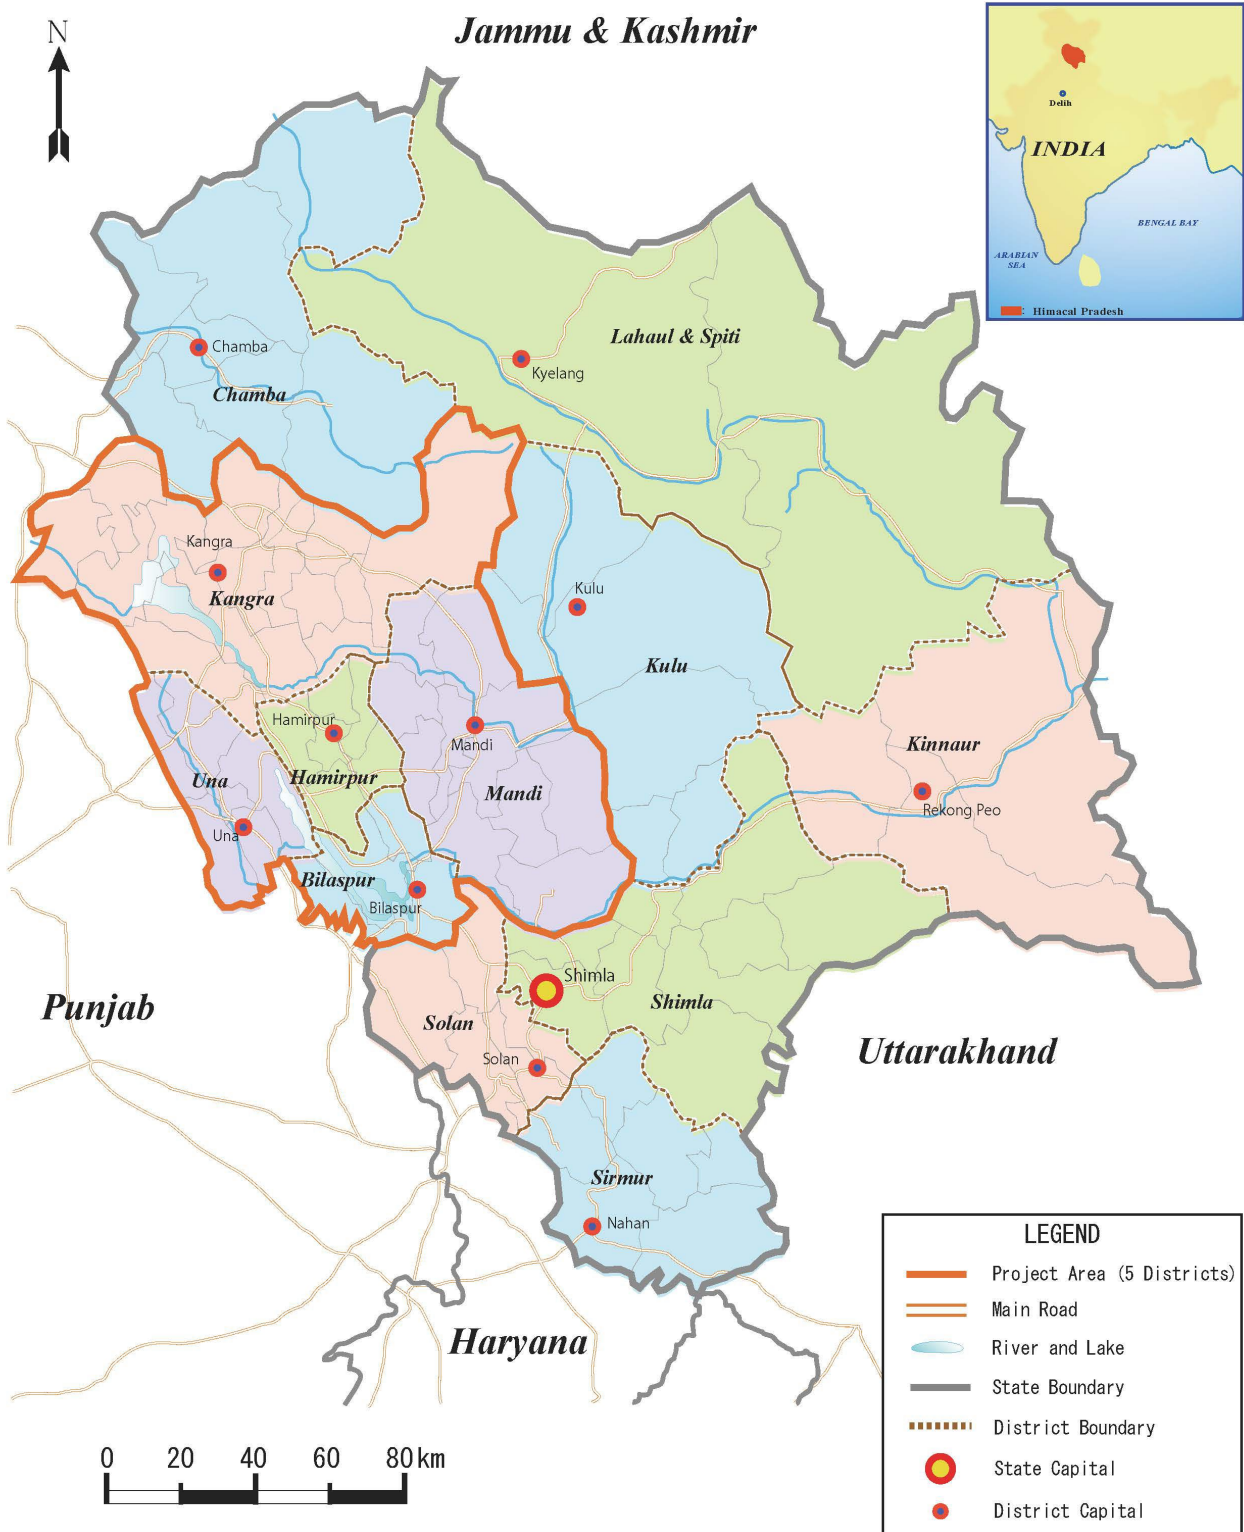 N
Jammu & Kashmir
Delih
INDIA
BENGAL BAY
ARABIAN
SEA
: Himacal Pradesh
Lahaul & Spiti
Chamba
Kyelang
Chamba
Kangra
Kangra
Kulu
Kulu
Hamirpur
Mandi
Kinnaur
Una
Hamirpur
Mandi
Rekong Peo
Una
Bilaspur
Bilaspur
Shimla
Punjab
Solan
Shimla
Uttarakhand
Solan
Sirmur
Nahan
Haryana
LEGEND
Project Area (5 Districts)
Main Road
River and Lake
State Boundary
District Boundary
State Capital
District Capital
0 20 40 60 80km